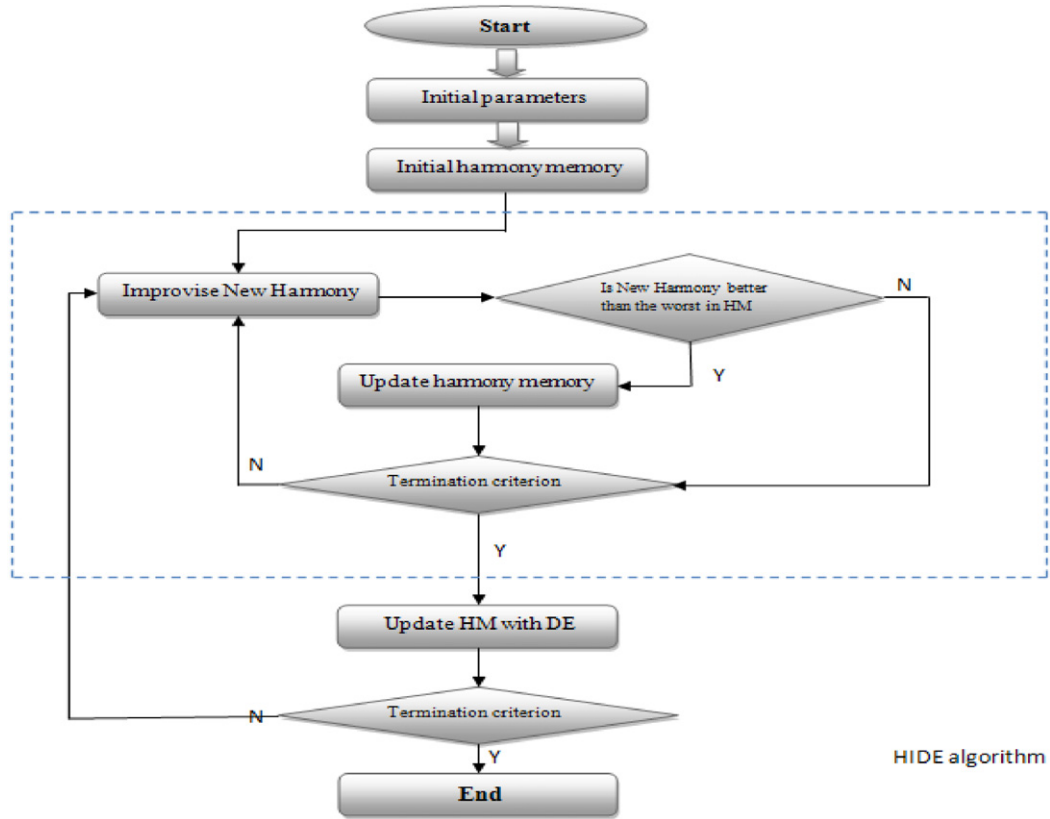 Start
Initial parameters
Initial harmony memory
Improvise New Harmony
Is New Harmony better
than the worst in HM
N
Y
Update harmony memory
N
Termination criterion
Y
Update HM with DE
N
Termination criterion
Y
End
HIDE algorithm